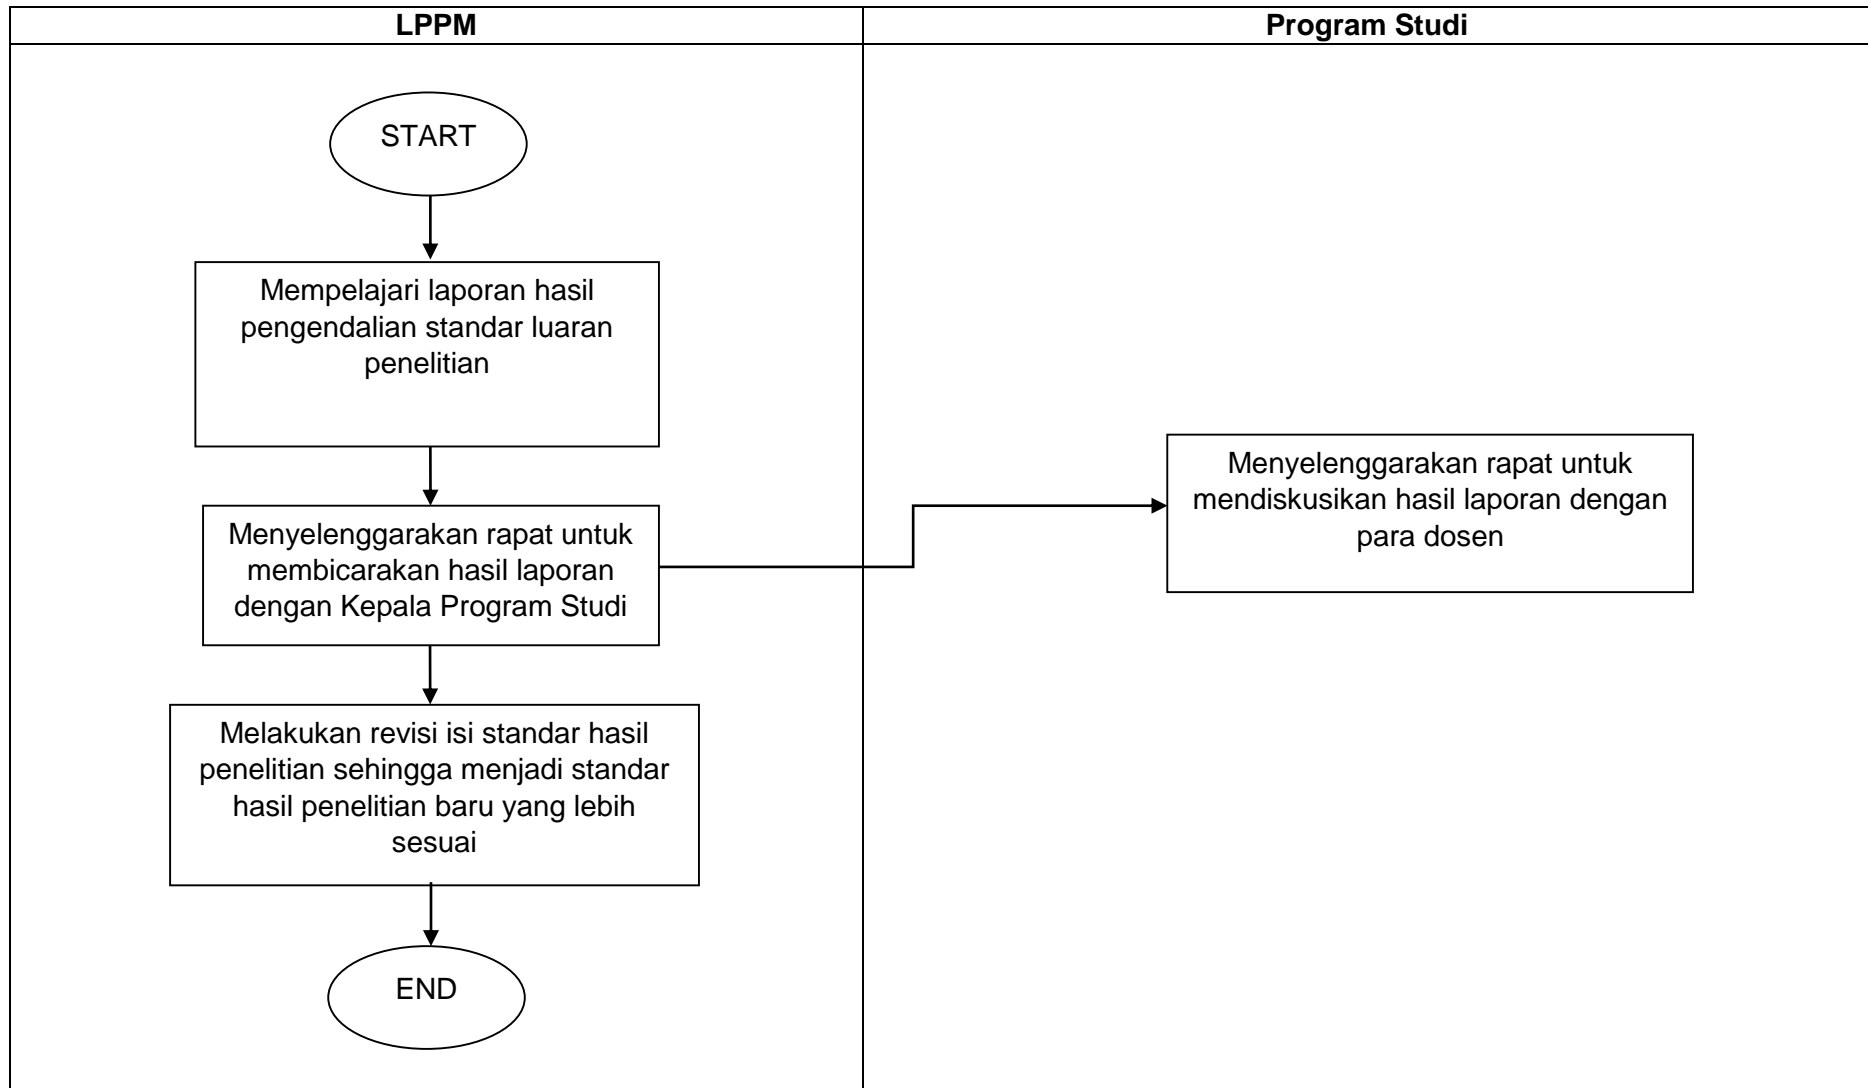 LPPM
Program Studi
START
Mempelajari laporan hasil
pengendalian standar luaran
penelitian
Menyelenggarakan rapat untuk
membicarakan hasil laporan
dengan Kepala Program Studi
Menyelenggarakan rapat untuk
mendiskusikan hasil laporan dengan
para dosen
Melakukan revisi isi standar hasil
penelitian sehingga menjadi standar
hasil penelitian baru yang lebih
sesuai
END